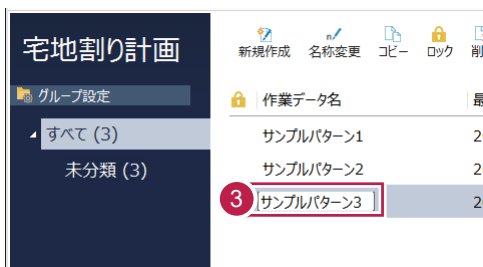 宅地割り計画
新規作成 名称変更 コピー ロック 削
グループ設定
作業データ名 最
すべて (3)
サンプルパターン1 2
未分類 (3)
サンプルパターン2 2
3 サンプルパターン3 2